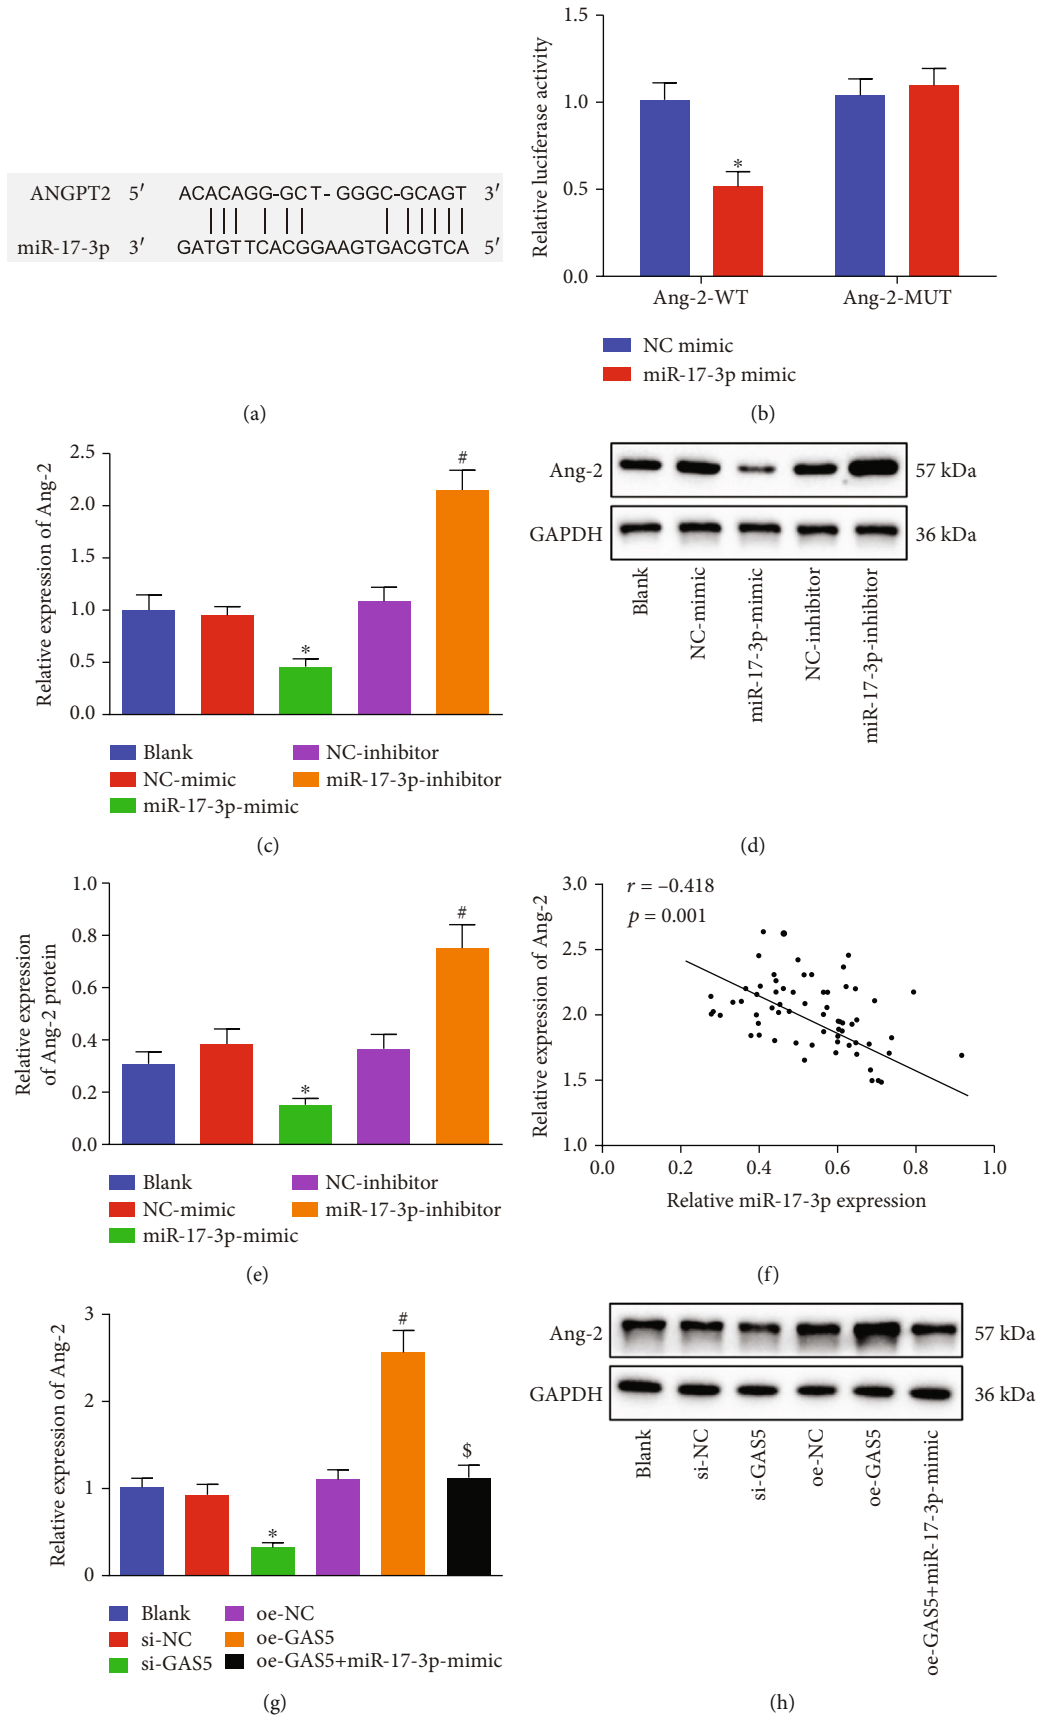 ANGPT2 5′ ACACAGG-GCT-GGGC-GCAGT 3′
miR-17-3p 3′ GATGTTCACGGAAGTGACGTCA 5′
(a)
Relative luciferase activity
1.5
1.0
0.5
0.0
*
Ang-2-WT Ang-2-MUT
NC mimic
miR-17-3p mimic
(b)
Relative expression of Ang-2
2.5
2.0
1.5
1.0
0.5
0.0
* #
Blank NC-inhibitor
NC-mimic miR-17-3p-inhibitor
miR-17-3p-mimic
(c)
Ang-2 57 kDa
GAPDH 36 kDa
Blank
NC-mimic
miR-17-3p-mimic
NC-inhibitor
miR-17-3p-inhibitor
(d)
Relative expression
of Ang-2 protein
1.0
0.8
0.6
0.4
0.2
0.0
* #
Blank NC-inhibitor
NC-mimic miR-17-3p-inhibitor
miR-17-3p-mimic
(e)
Relative expression of Ang-2
3.0
2.5
2.0
1.5
1.0
r = –0.418
p = 0.001
0.0 0.2 0.4 0.6 0.8 1.0
Relative miR-17-3p expression
(f)
Relative expression of Ang-2
3
2
1
0
* # $
Blank oe-NC
si-NC oe-GAS5
si-GAS5 oe-GAS5+miR-17-3p-mimic
(g)
Ang-2 57 kDa
GAPDH 36 kDa
Blank
si-NC
si-GAS5
oe-NC
oe-GAS5
oe-GAS5+miR-17-3p-mimic
(h)